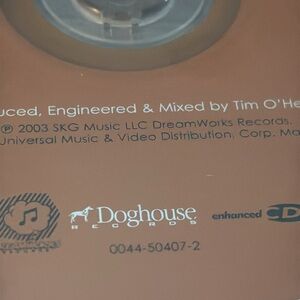 uced, Engineered & Mixed by Tim O'He
℗ 2003 SKG Music LLC DreamWorks Records.
Universal Music & Video Distribution, Corp. Ma
Doghouse
RECORDS
enhanced CD
0044-50407-2